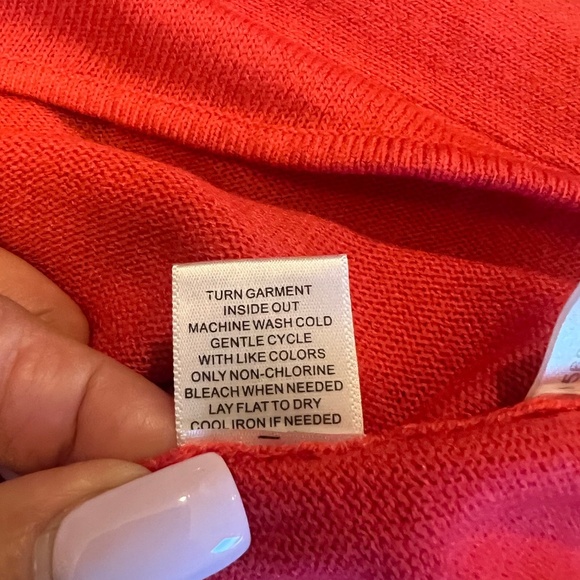 TURN GARMENT
INSIDE OUT
MACHINE WASH COLD
GENTLE CYCLE
WITH LIKE COLORS
ONLY NON-CHLORINE
BLEACH WHEN NEEDED
LAY FLAT TO DRY
COOL IRON IF NEEDED